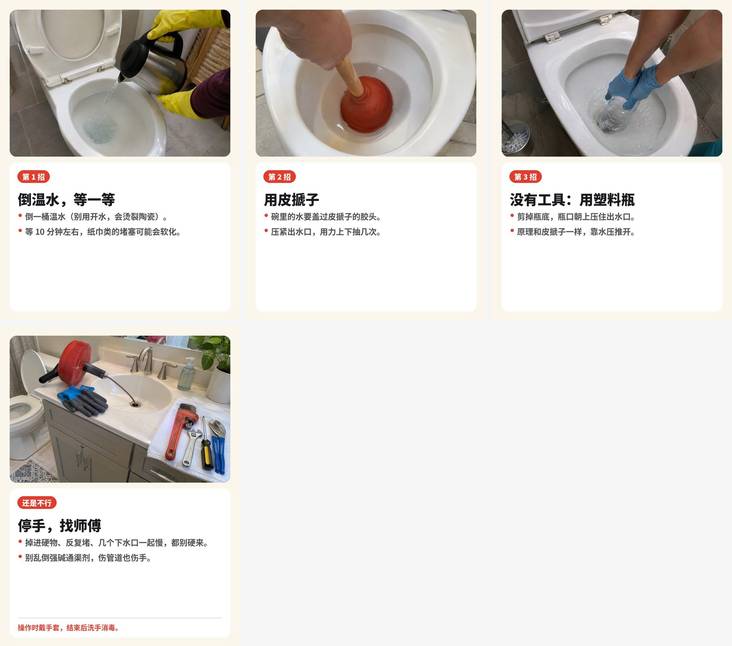 第 1 招
倒温水，等一等
倒一桶温水（别用开水，会烫裂陶瓷）。
等 10 分钟左右，纸巾类的堵塞可能会软化。
第 2 招
用皮搋子
碗里的水要盖过皮搋子的胶头。
压紧出水口，用力上下抽几次。
第 3 招
没有工具：用塑料瓶
剪掉瓶底，瓶口朝上压住出水口。
原理和皮搋子一样，靠水压推开。
还是不行
停手，找师傅
掉进硬物、反复堵、几个下水口一起慢，都别硬来。
别乱倒强碱通渠剂，伤管道也伤手。
操作时戴手套，结束后洗手消毒。